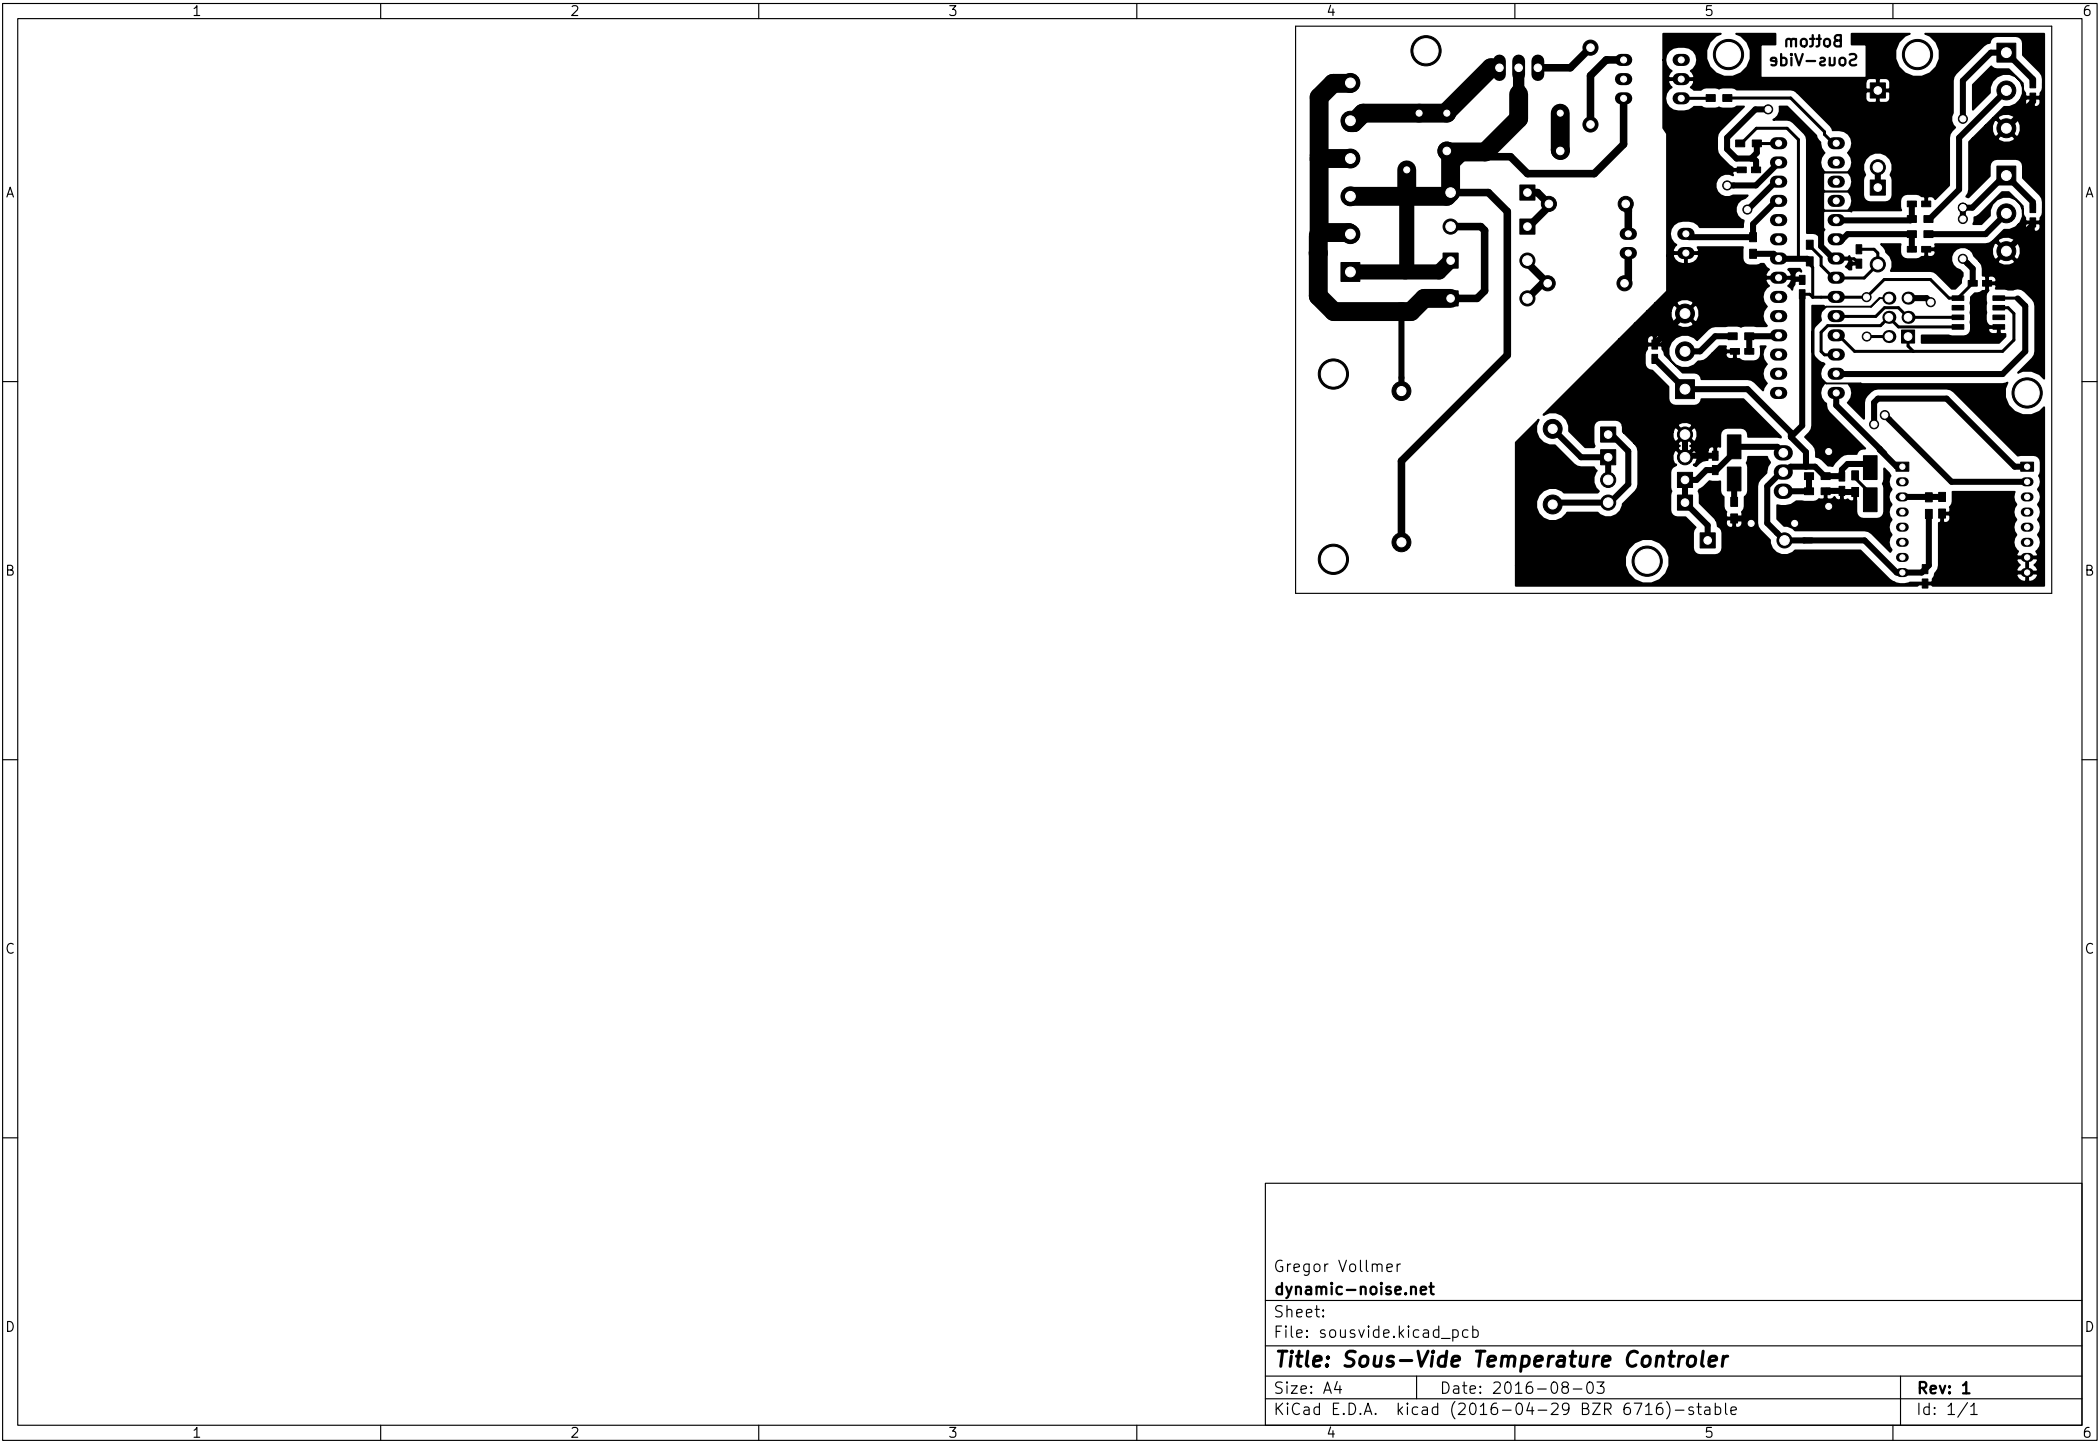 1 2 3 4 5 6
Bottom
Sous-Vide
A A
B B
C C
D D
Gregor Vollmer
dynamic-noise.net
Sheet:
File: sousvide.kicad_pcb
Title: Sous-Vide Temperature Controler
Size: A4 Date: 2016-08-03 Rev: 1
KiCad E.D.A. kicad (2016-04-29 BZR 6716)-stable Id: 1/1
1 2 3 4 5 6